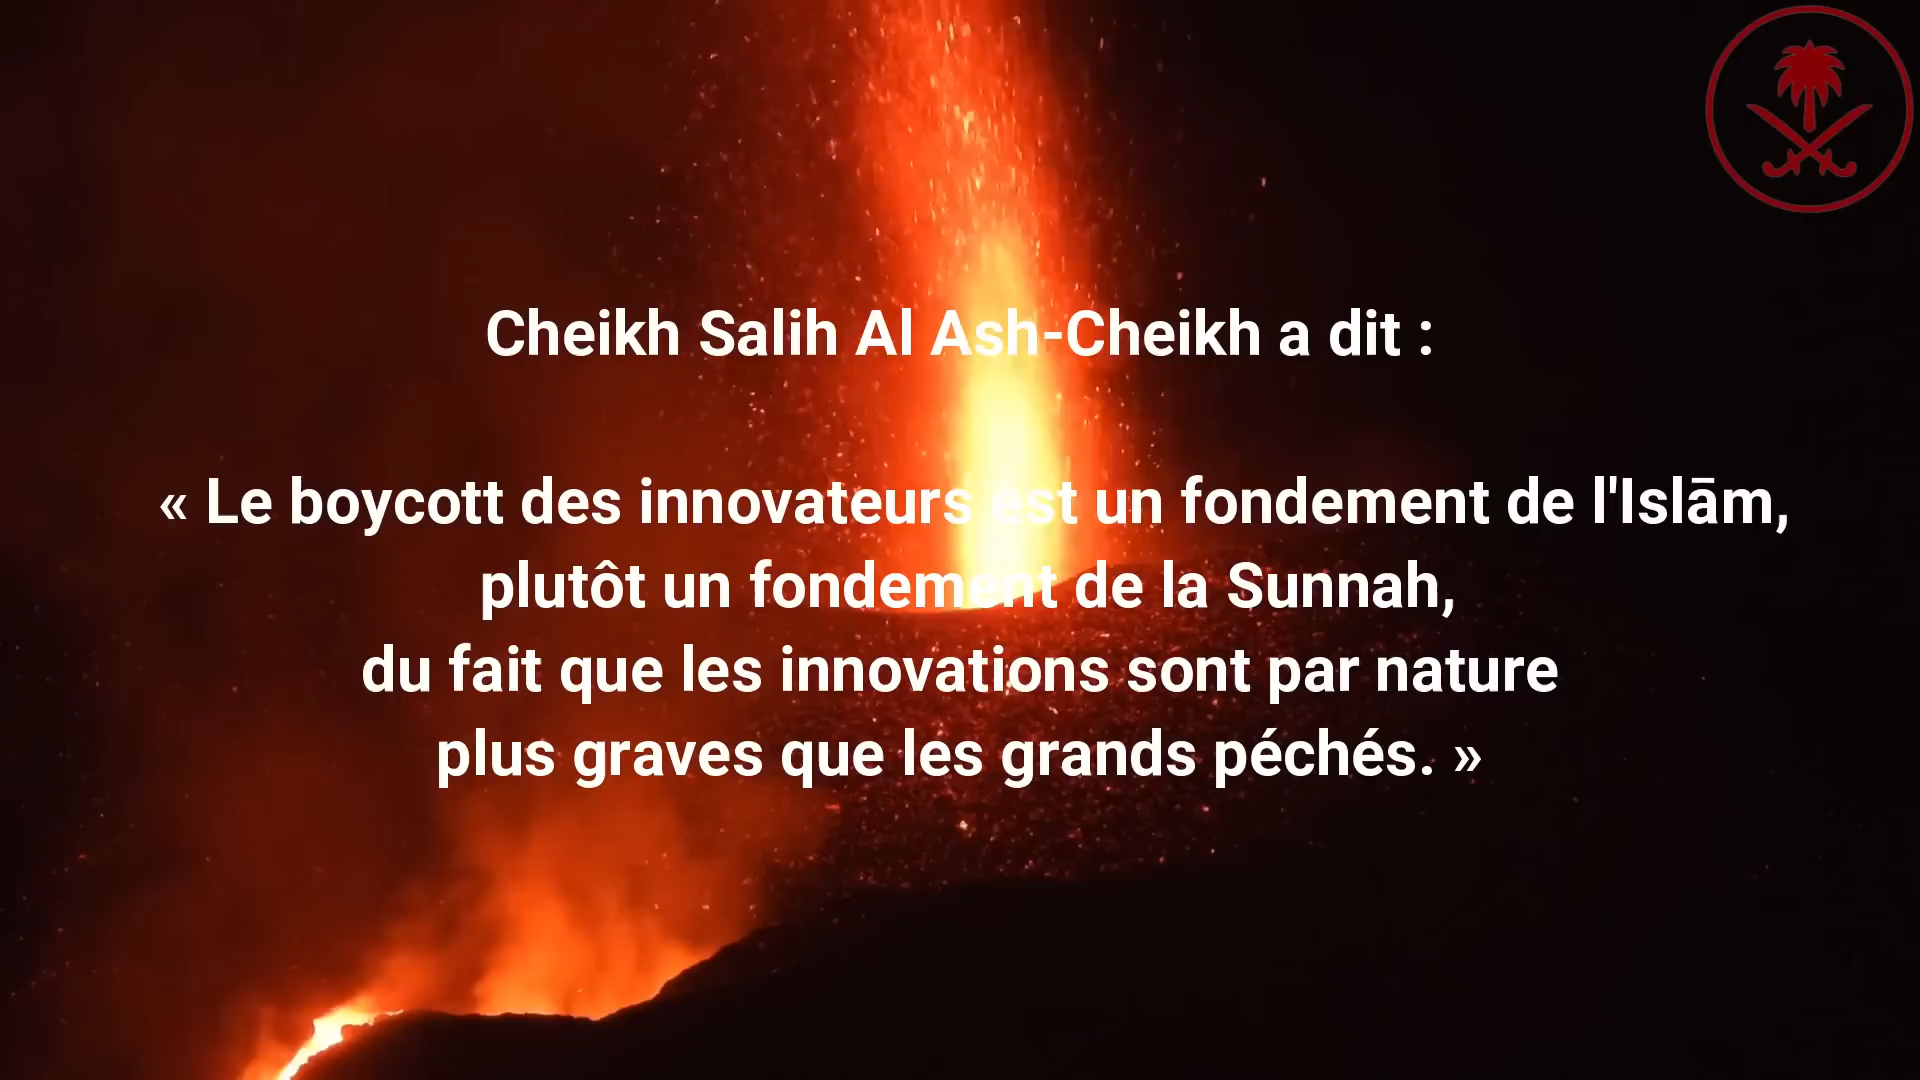 Cheikh Salih Al Ash-Cheikh a dit :
« Le boycott des innovateurs est un fondement de l'Islām,
plutôt un fondement de la Sunnah,
du fait que les innovations sont par nature
plus graves que les grands péchés. »